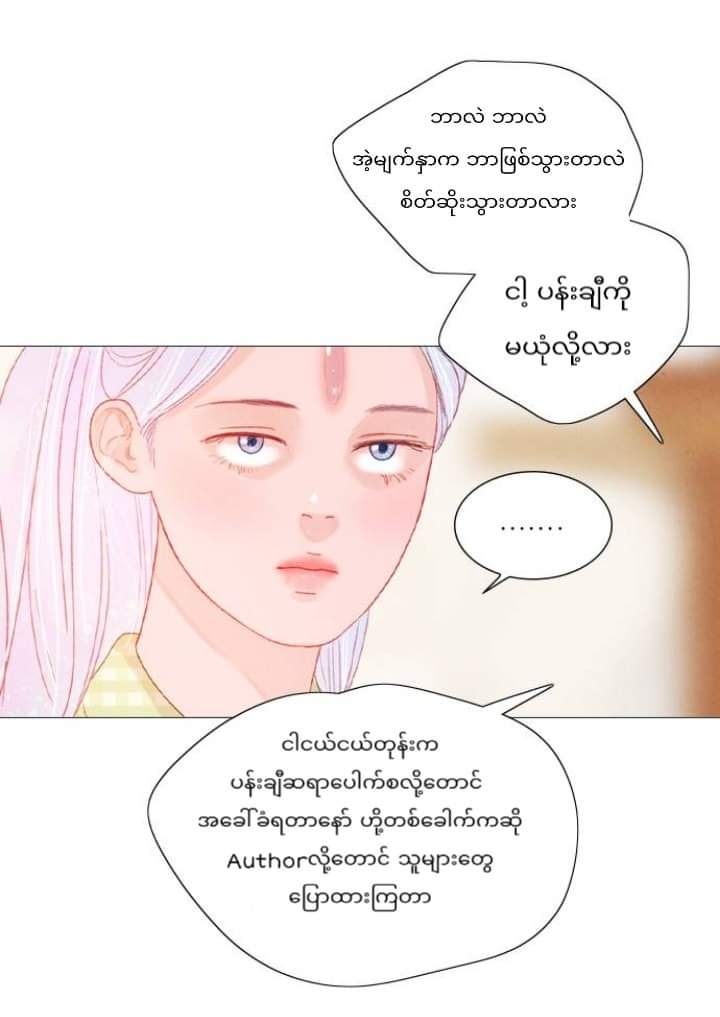 ဘာလဲ ဘာလဲ
အဲ့မျက်နှာက ဘာဖြစ်သွားတာလဲ
စိတ်ဆိုးသွားတာလား
ငါ့ ပန်းချီကို
မယုံလို့လား
.......
ငါငယ်ငယ်တုန်းက
ပန်းချီဆရာပေါက်စလို့တောင်
အခေါ်ခံရတာနော် ဟိုတစ်ခေါက်ကဆို
Authorလို့တောင် သူများတွေ
ပြောထားကြတာ